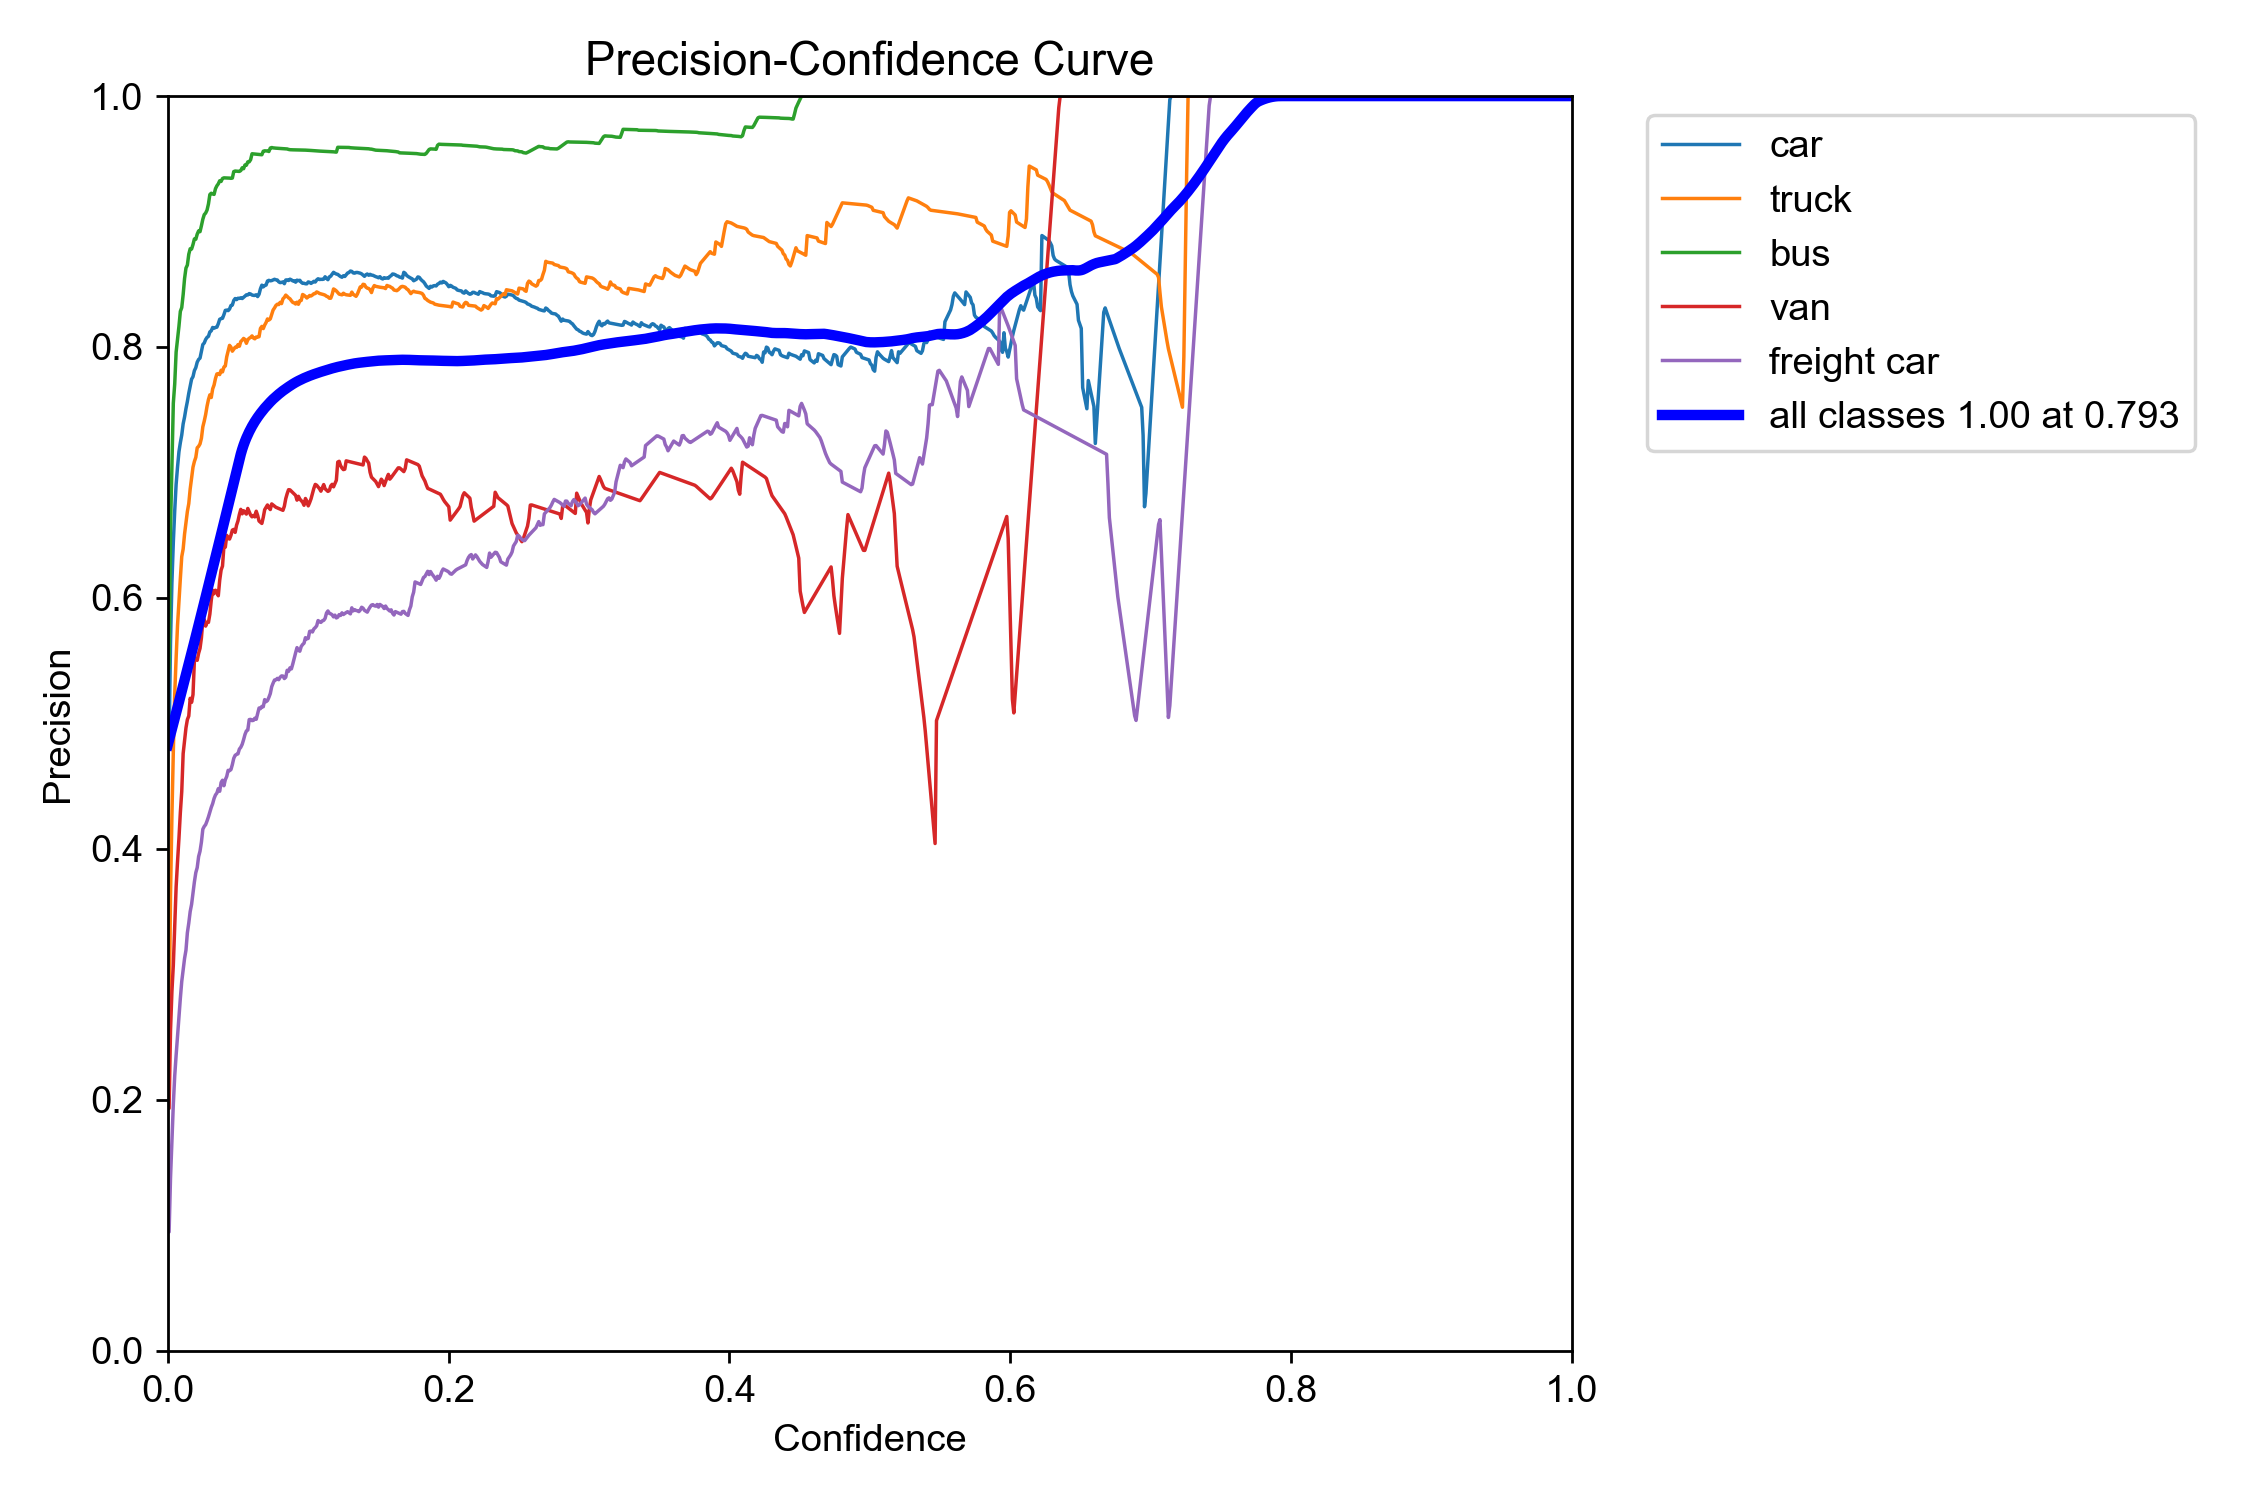 Precision-Confidence Curve
1.0
0.8
0.6
0.4
0.2
0.0
Precision
0.0 0.2 0.4 0.6 0.8 1.0
Confidence
car
truck
bus
van
freight car
all classes 1.00 at 0.793